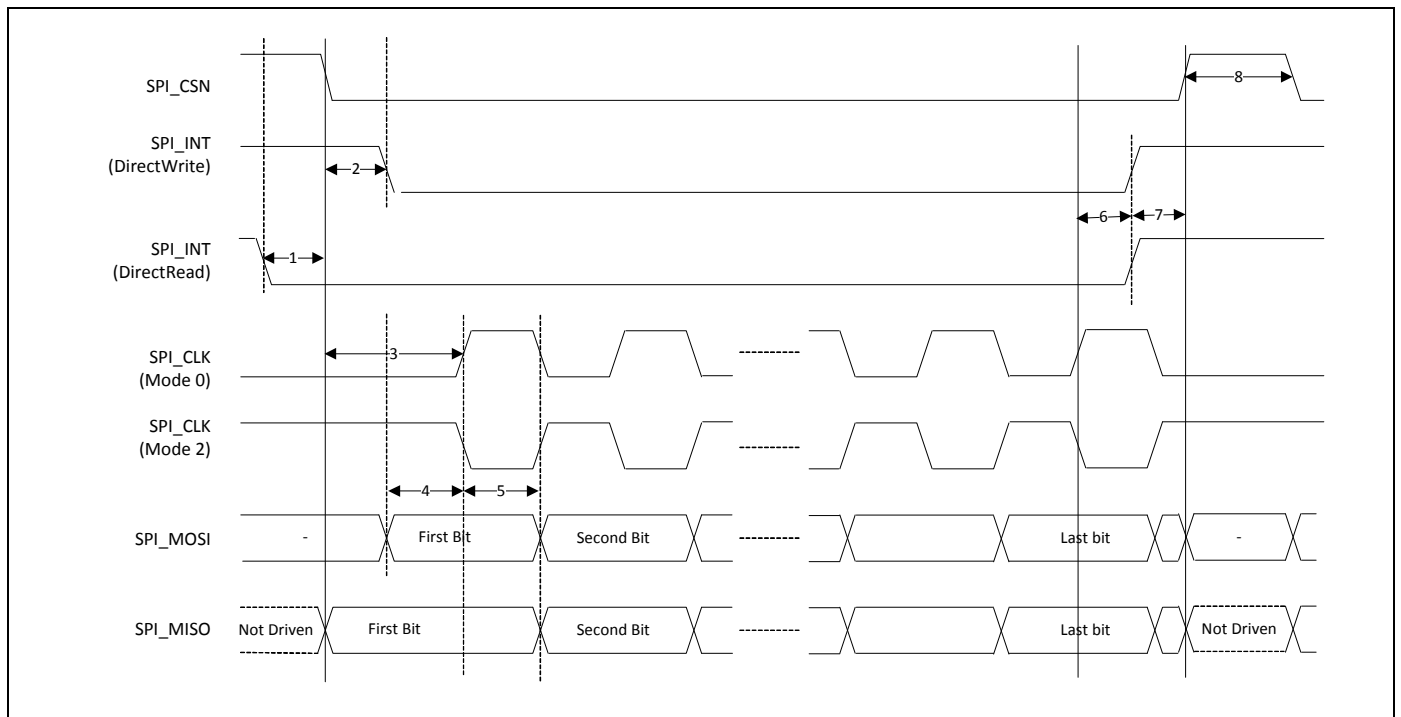 SPI_CSN
8
SPI_INT
(DirectWrite)
2
6
7
SPI_INT
(DirectRead)
1
SPI_CLK
(Mode 0)
3
SPI_CLK
(Mode 2)
4
5
SPI_MOSI
-
First Bit
Second Bit
Last bit
-
SPI_MISO
Not Driven
First Bit
Second Bit
Last bit
Not Driven